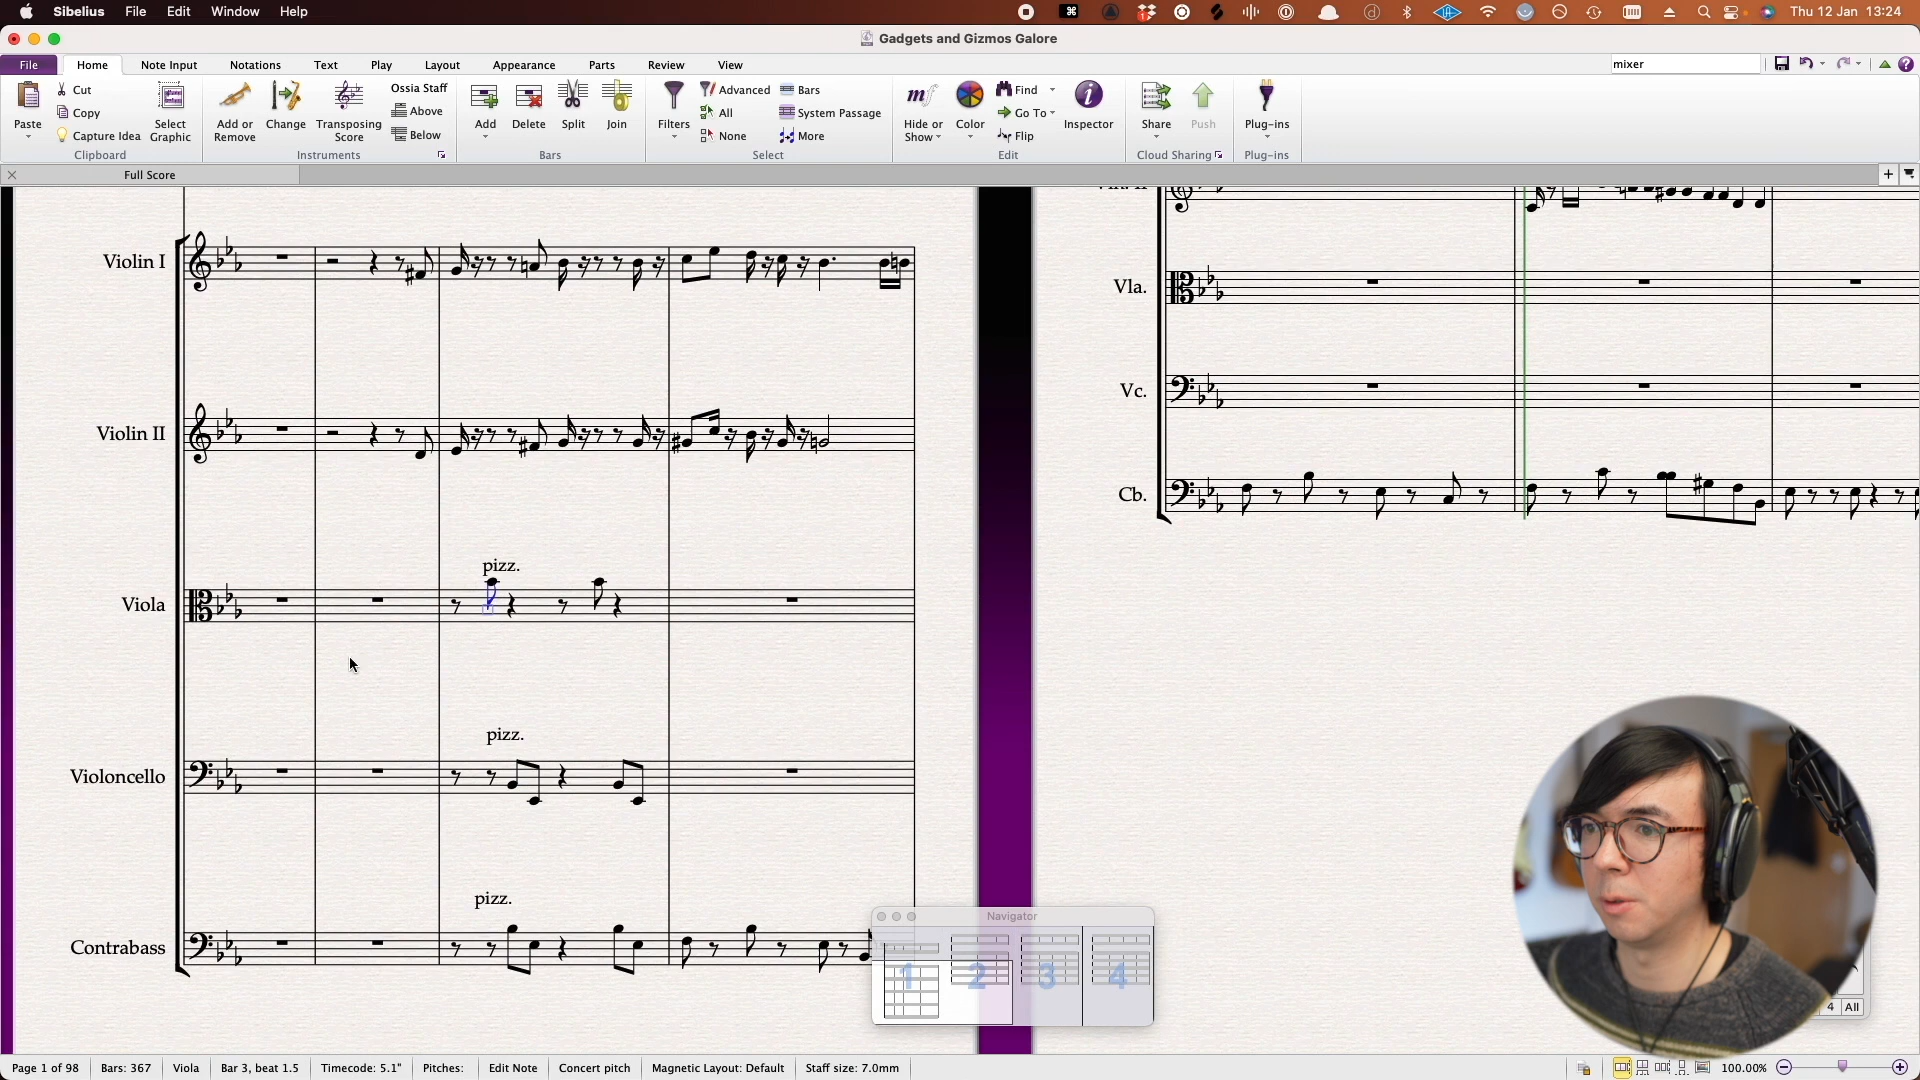 Sibelius File Edit Window Help
Thu 12 Jan 13:24
Gadgets and Gizmos Galore
File Home Note Input Notations Text Play Layout Appearance Parts Review View
mixer
Paste
Cut
Copy
Capture Idea
Select Graphic
Clipboard
Add or Remove
Change
Transposing Score
Ossia Staff
Above
Below
Instruments
Add
Delete
Split
Join
Bars
Filters
Advanced
All
None
Bars
System Passage
More
Select
Hide or Show
Color
Find
Go To
Flip
Inspector
Edit
Share
Push
Cloud Sharing
Plug-ins
Plug-ins
Full Score
Violin I
Violin II
pizz.
Viola
pizz.
Violoncello
pizz.
Contrabass
Vla.
Vc.
Cb.
Navigator
1 2 3 4
4 All
Page 1 of 98 Bars: 367 Viola Bar 3, beat 1.5 Timecode: 5.1" Pitches: Edit Note Concert pitch Magnetic Layout: Default Staff size: 7.0mm 100.00%